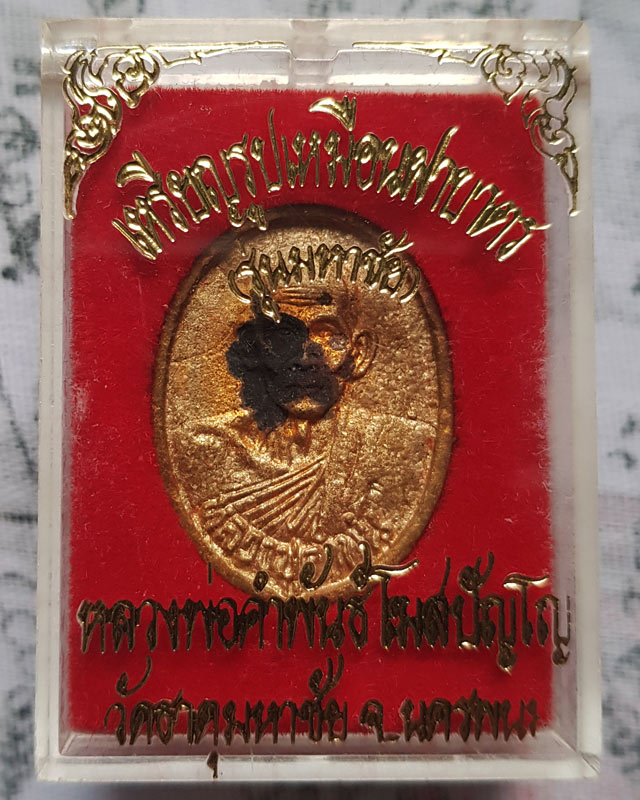 เหรียญรูปเหมือนฝาบาตร
(รุ่นมหาชัย)
หลวงพ่อคำพันธ์ โฆสปัญโญ
วัดธาตุมหาชัย จ.นครพนม